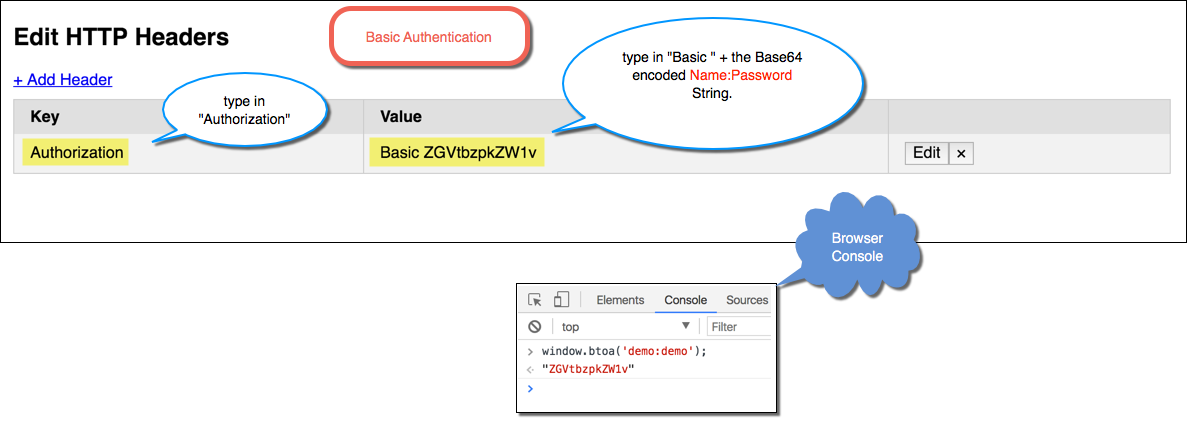 Edit HTTP Headers
Basic Authentication
+ Add Header
type in
"Authorization"
type in "Basic " + the Base64
encoded Name:Password
String.
Key
Value
Authorization
Basic ZGVtbzpkZW1v
Edit
×
Browser
Console
Elements
Console
Sources
top
Filter
> window.btoa('demo:demo');
"ZGVtbzpkZW1v"
>